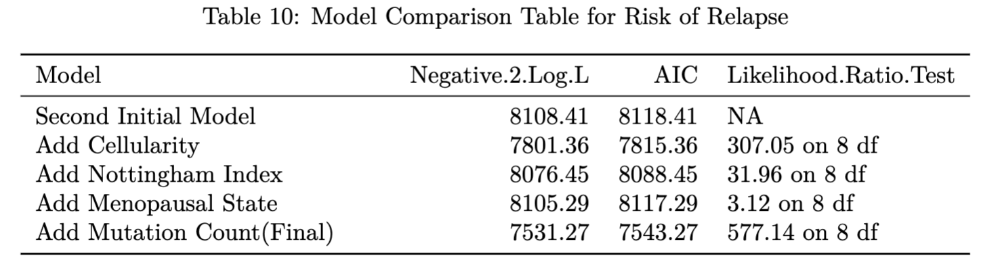 Table 10: Model Comparison Table for Risk of Relapse
Model Negative.2.Log.L AIC Likelihood.Ratio.Test
Second Initial Model 8108.41 8118.41 NA
Add Cellularity 7801.36 7815.36 307.05 on 8 df
Add Nottingham Index 8076.45 8088.45 31.96 on 8 df
Add Menopausal State 8105.29 8117.29 3.12 on 8 df
Add Mutation Count(Final) 7531.27 7543.27 577.14 on 8 df